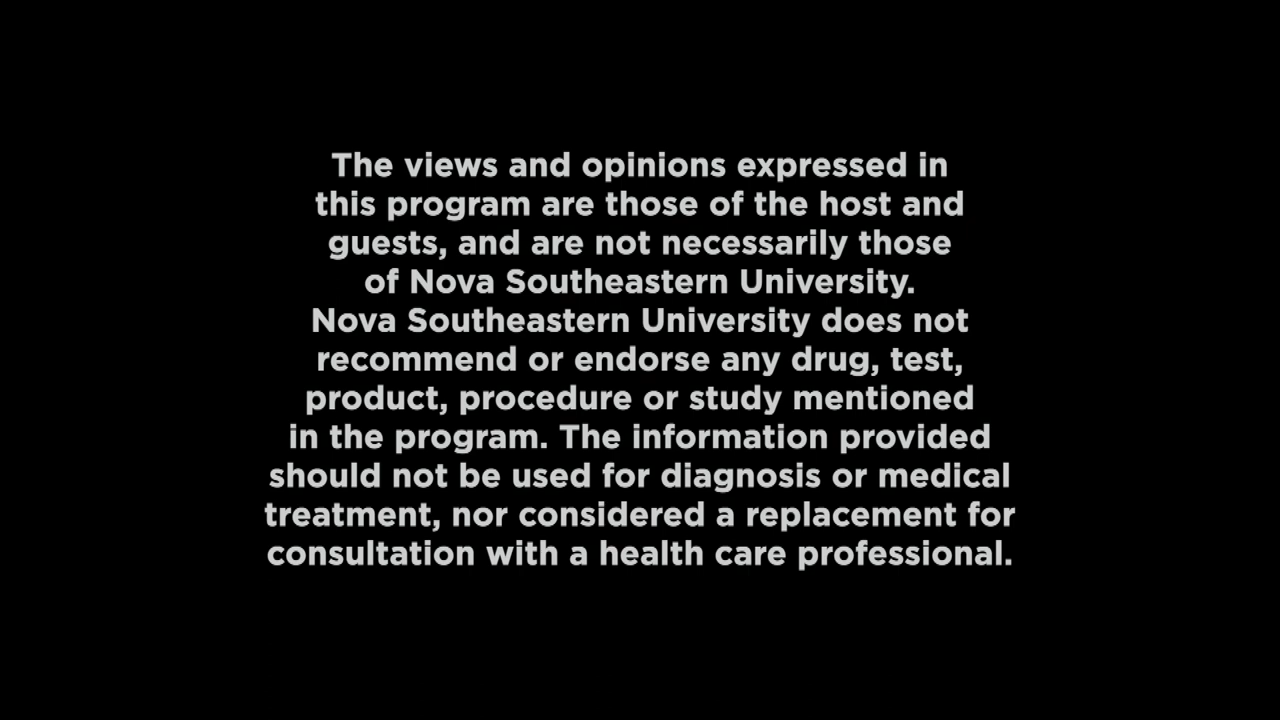 The views and opinions expressed in
this program are those of the host and
guests, and are not necessarily those
of Nova Southeastern University.
Nova Southeastern University does not
recommend or endorse any drug, test,
product, procedure or study mentioned
in the program. The information provided
should not be used for diagnosis or medical
treatment, nor considered a replacement for
consultation with a health care professional.